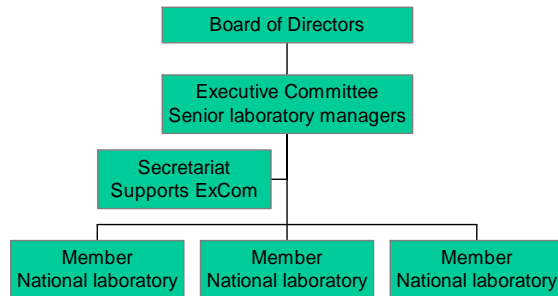 Board of Directors
Executive Committee
Senior laboratory managers
Secretariat
Supports ExCom
Member
National laboratory
Member
National laboratory
Member
National laboratory